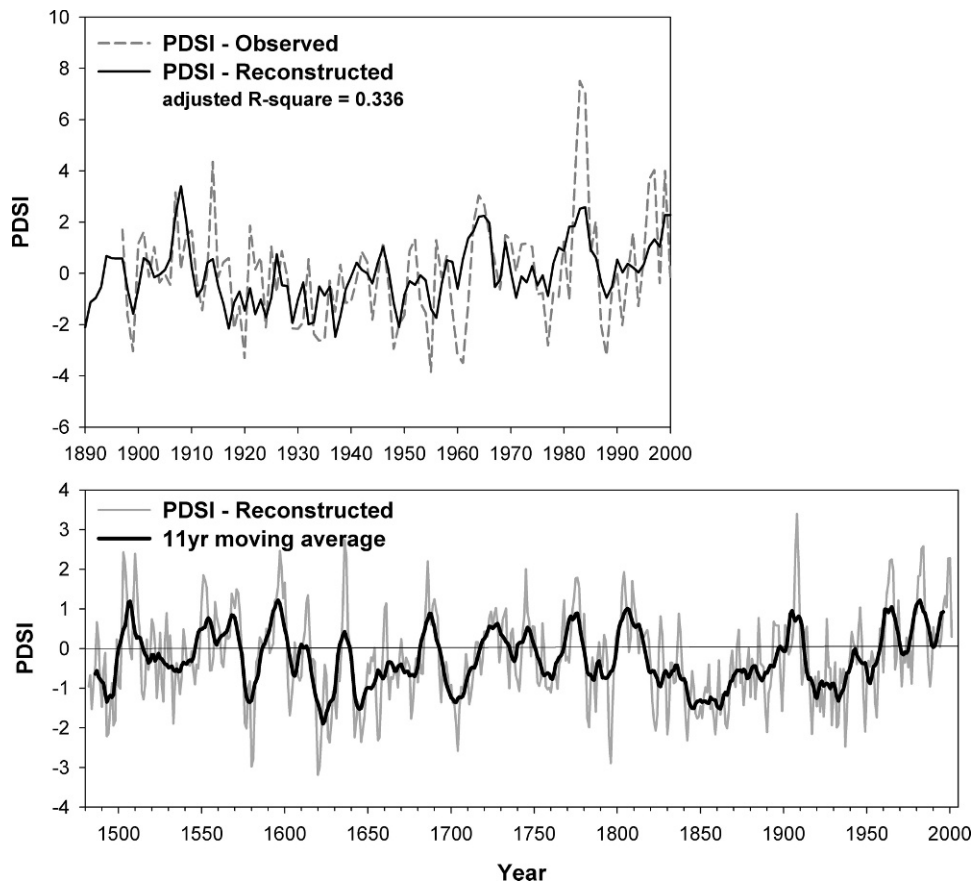 10
8
6
4
2
0
-2
-4
-6
PDSI
PDSI - Observed
PDSI - Reconstructed
adjusted R-square = 0.336
1890 1900 1910 1920 1930 1940 1950 1960 1970 1980 1990 2000
4
3
2
1
0
-1
-2
-3
-4
PDSI
PDSI - Reconstructed
11yr moving average
1500 1550 1600 1650 1700 1750 1800 1850 1900 1950 2000
Year